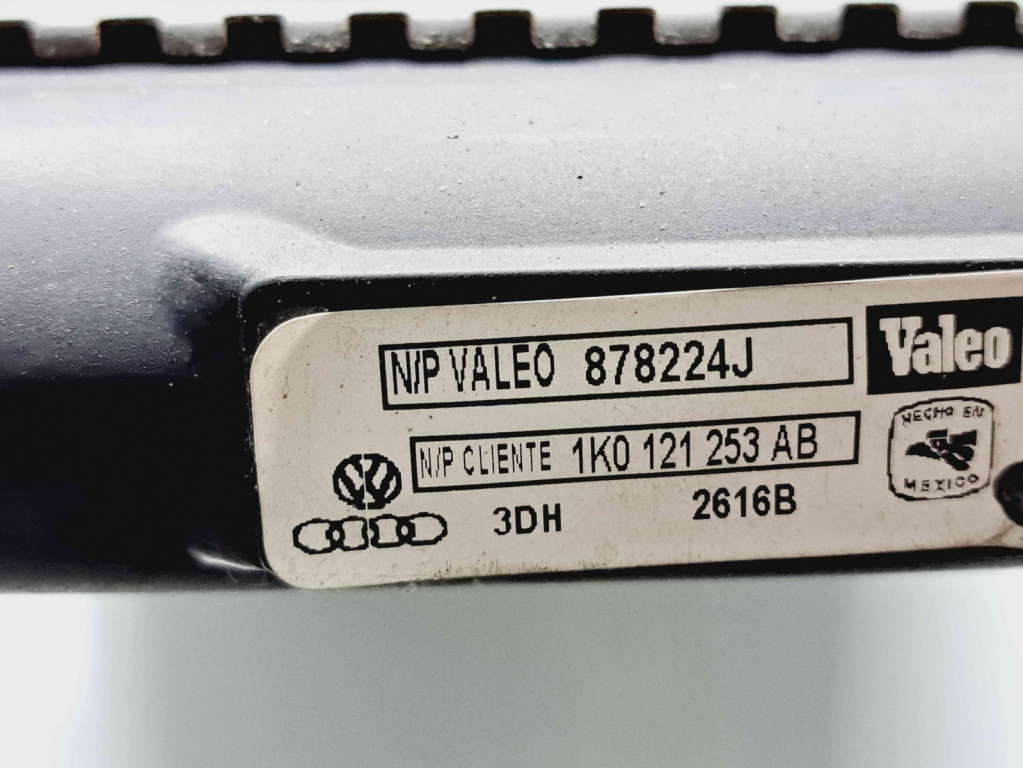 N/P VALEO 878224J
Valeo
N/P CLIENTE 1K0 121 253 AB
HECHO EN
MEXICO
3DH 2616B